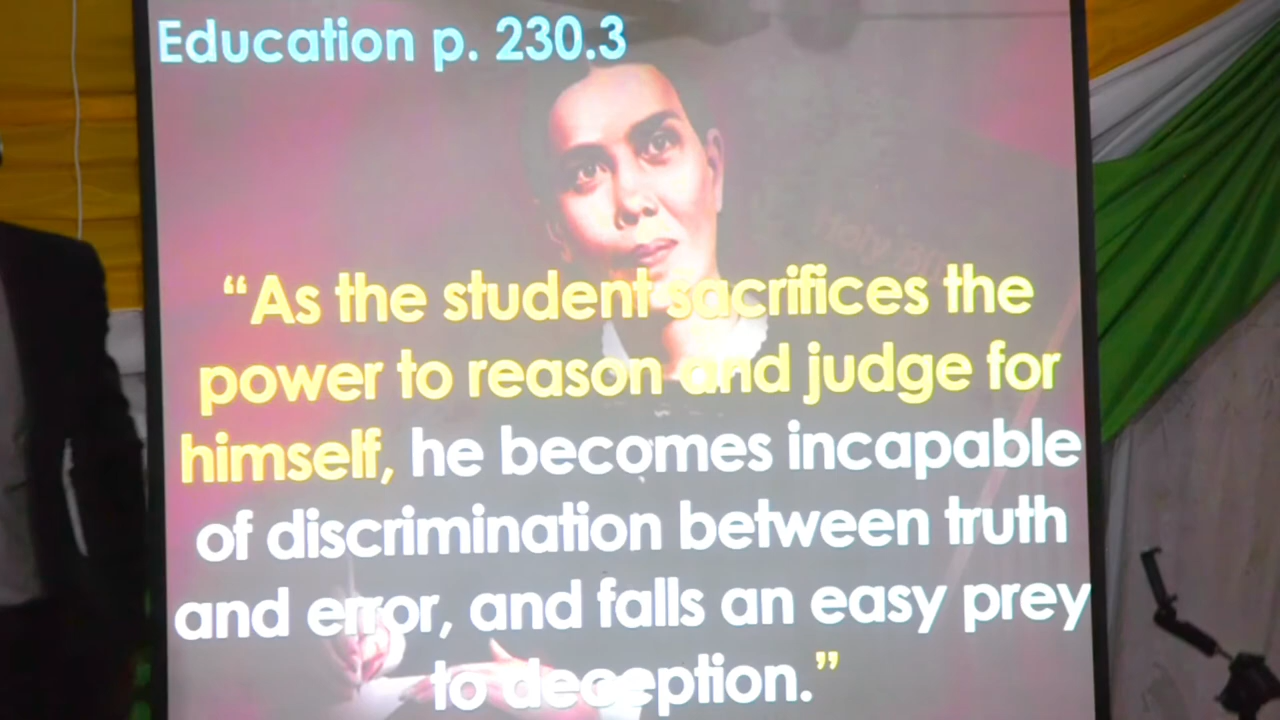 Education p. 230.3
“As the student sacrifices the
power to reason and judge for
himself, he becomes incapable
of discrimination between truth
and error, and falls an easy prey
to deception.”